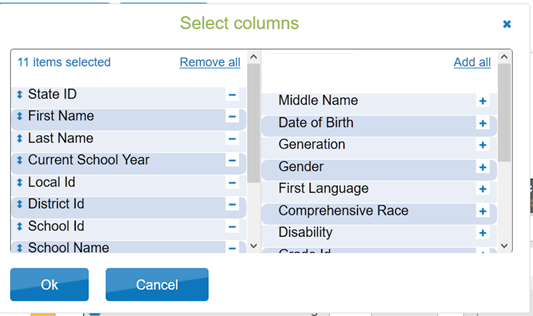 Select columns
11 items selected
Remove all
State ID
First Name
Last Name
Current School Year
Local Id
District Id
School Id
School Name
Add all
Middle Name
Date of Birth
Generation
Gender
First Language
Comprehensive Race
Disability
Grade Id
Ok
Cancel